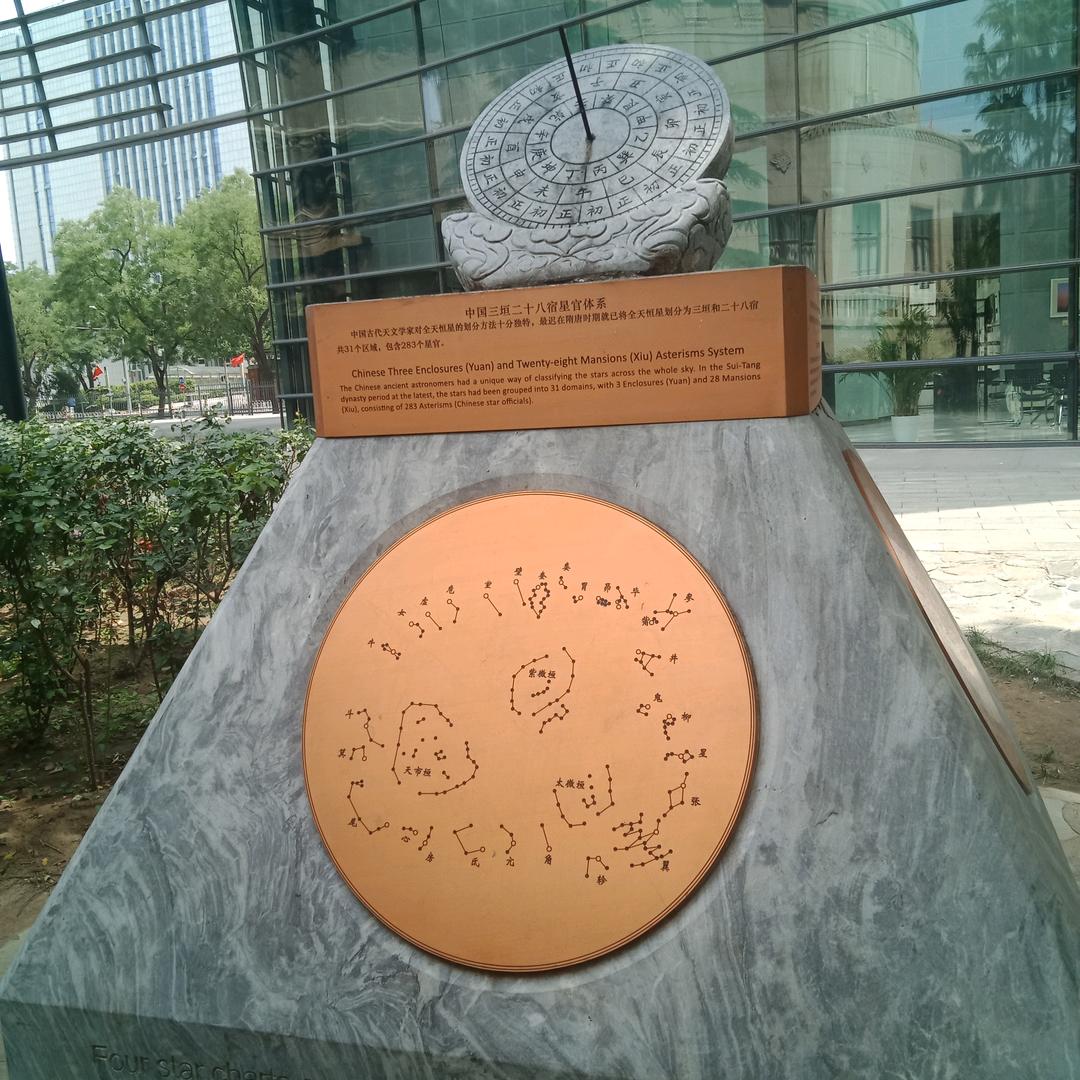 中国三垣二十八宿星官体系
中国古代天文学家对全天恒星的划分方法十分独特，最迟在隋唐时期就已将全天恒星划分为三垣和二十八宿
共31个区域，包含283个星官。
Chinese Three Enclosures (Yuan) and Twenty-eight Mansions (Xiu) Asterisms System
The Chinese ancient astronomers had a unique way of classifying the stars across the whole sky. In the Sui-Tang
dynasty period at the latest, the stars had been grouped into 31 domains, with 3 Enclosures (Yuan) and 28 Mansions
(Xiu), consisting of 283 Asterisms (Chinese star officials).
女 虚 危 室 壁 奎 娄 胃 昴 毕
觜 参
牛
井
紫微垣
鬼
斗
柳
箕
星
天市垣
太微垣
张
尾
心
房 氐 亢 角
轸 翼
Four star charts